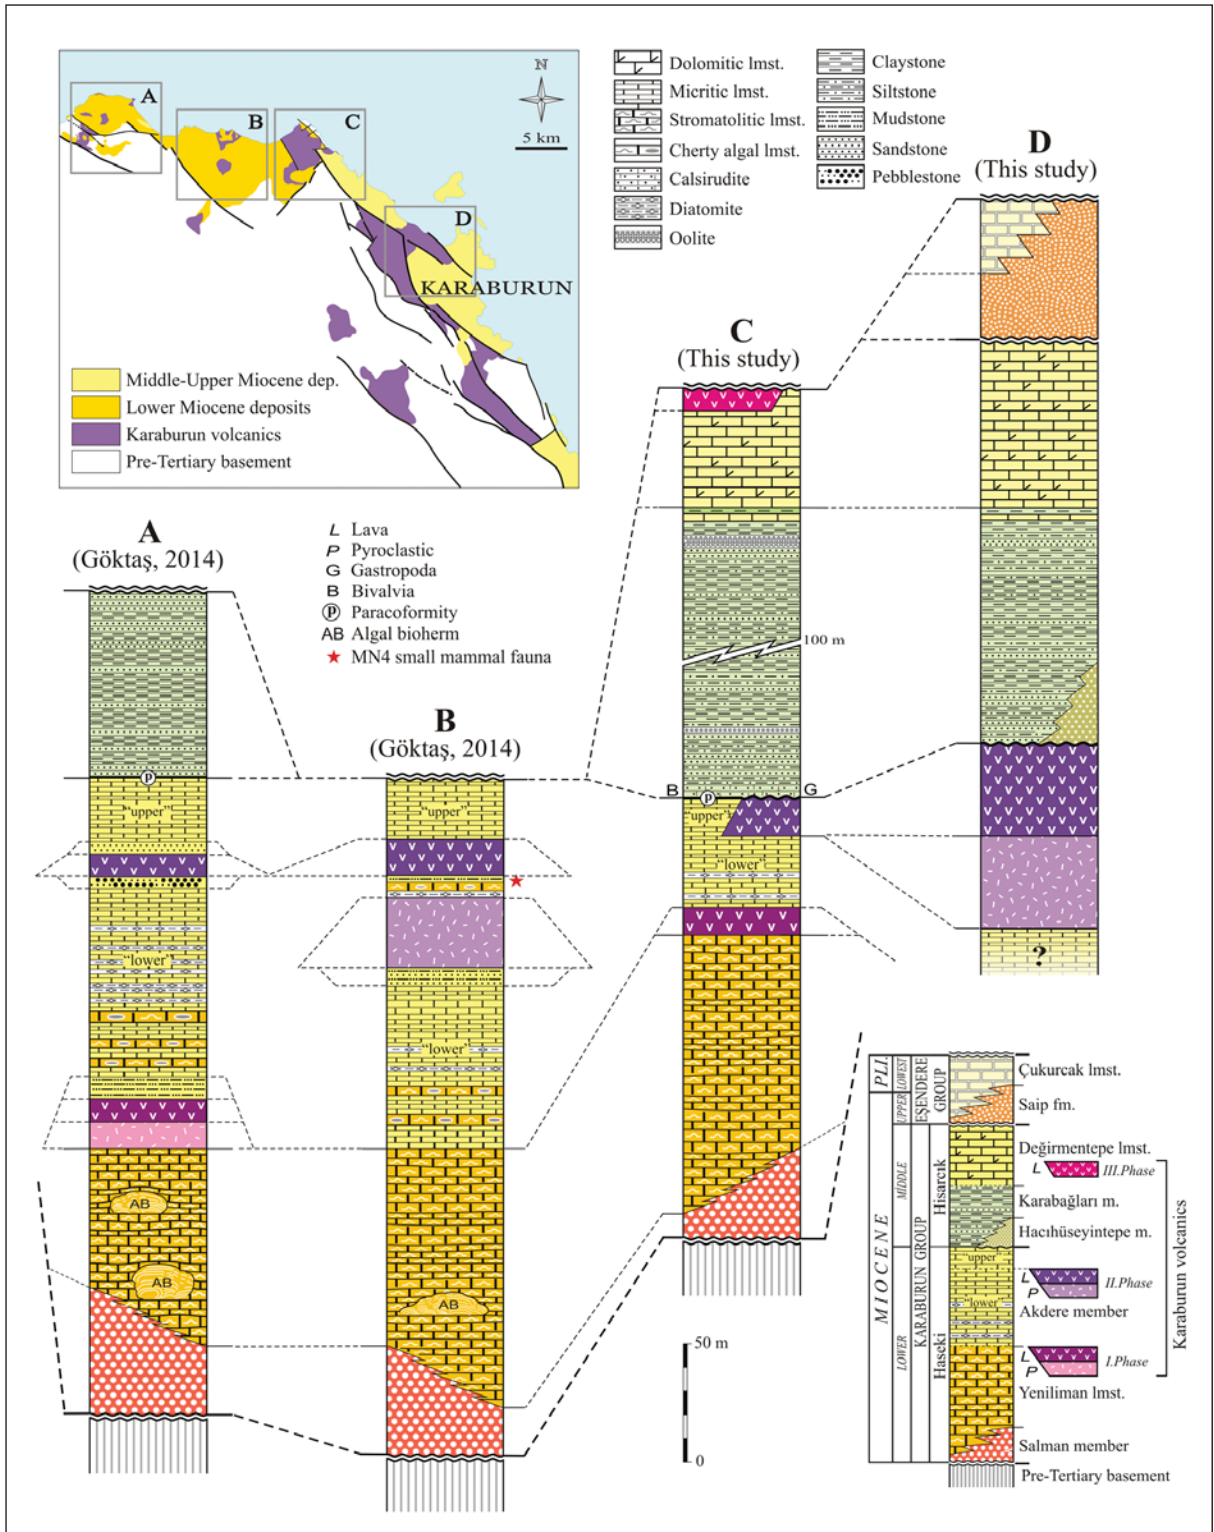 N
5 km
A
B
C
D
KARABURUN
Middle-Upper Miocene dep.
Lower Miocene deposits
Karaburun volcanics
Pre-Tertiary basement
Dolomitic lmst.
Micritic lmst.
Stromatolitic lmst.
Cherty algal lmst.
Calsirudite
Diatomite
Oolite
Claystone
Siltstone
Mudstone
Sandstone
Pebblestone
L Lava
P Pyroclastic
G Gastropoda
B Bivalvia
P Paracoformity
AB Algal bioherm
MN4 small mammal fauna
A
(Göktaş, 2014)
P
"upper"
"lower"
AB
AB
B
(Göktaş, 2014)
"upper"
"lower"
AB
C
(This study)
100 m
B
P
G
"upper"
"lower"
D
(This study)
?
50 m
0
PLI.
LOWEST
MIOCENE
UPPER
MIDDLE
LOWER
EŞENDERE
GROUP
KARABURUN GROUP
Hisarcık
Haseki
Çukurcak lmst.
Saip fm.
Değirmentepe lmst.
L III.Phase
Karabağları m.
Hacıhüseyintepe m.
"upper"
L
P
II.Phase
"lower"
Akdere member
L
P
I.Phase
Yeniliman lmst.
Salman member
Pre-Tertiary basement
Karaburun volcanics